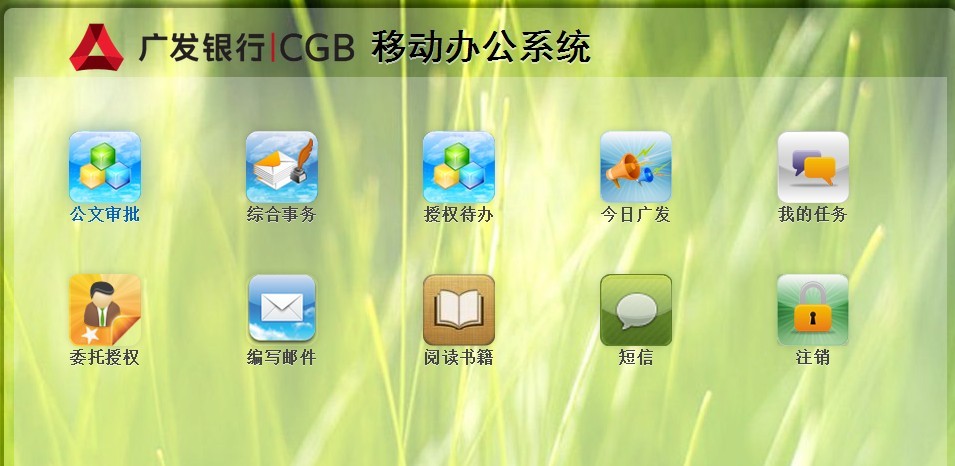 广发银行|CGB 移动办公系统
公文审批 综合事务 授权待办 今日广发 我的任务
委托授权 编写邮件 阅读书籍 短信 注销